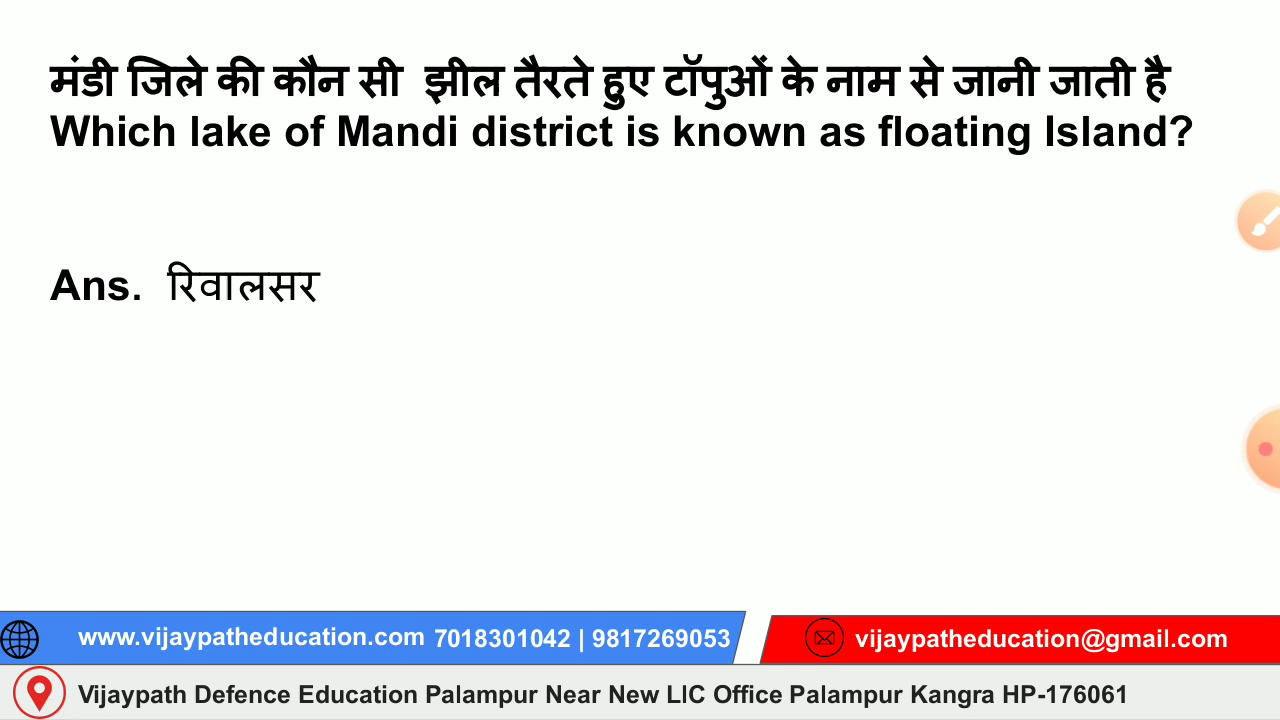 मंडी जिले की कौन सी झील तैरते हुए टॉपुओं के नाम से जानी जाती है
Which lake of Mandi district is known as floating Island?
Ans. रिवालसर
www.vijaypatheducation.com 7018301042 | 9817269053
vijaypatheducation@gmail.com
Vijaypath Defence Education Palampur Near New LIC Office Palampur Kangra HP-176061